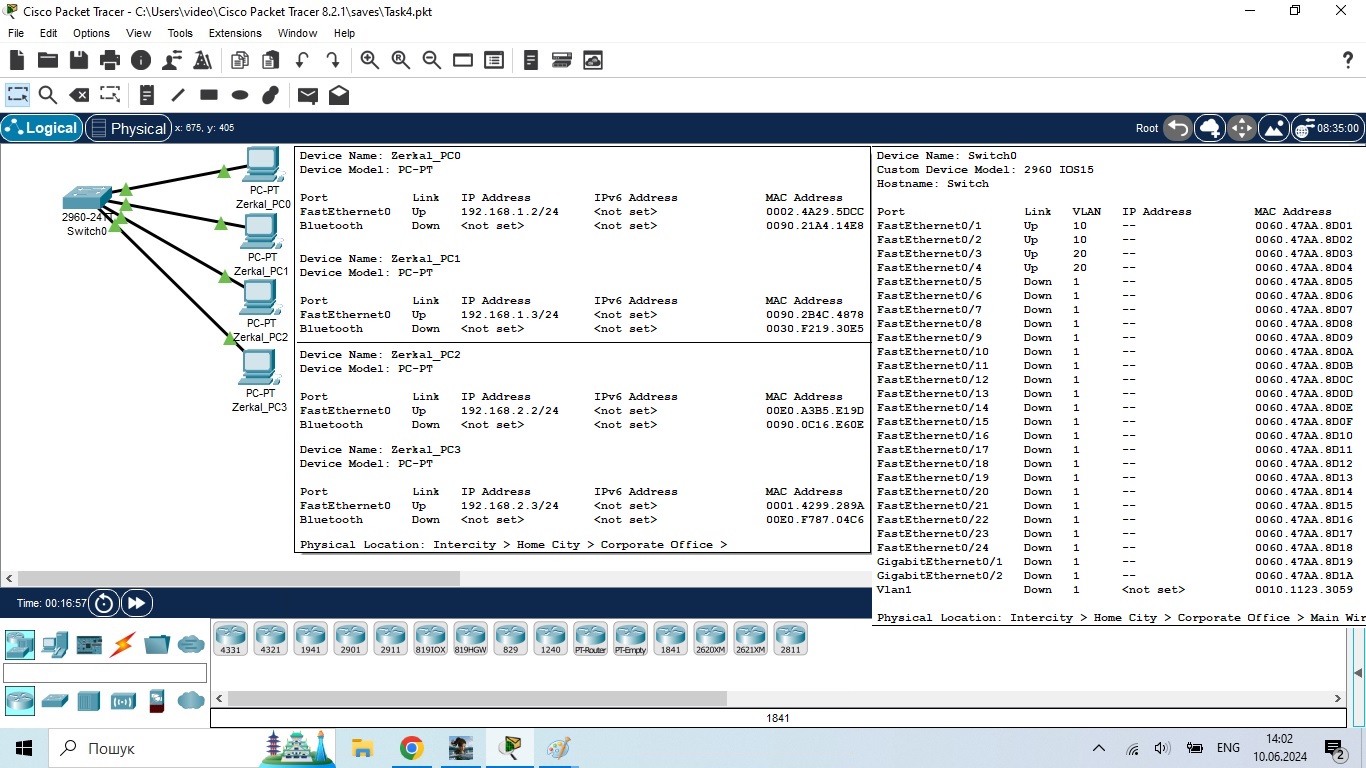 Cisco Packet Tracer - C:\Users\video\Cisco Packet Tracer 8.2.1\saves\Task4.pkt
File Edit Options View Tools Extensions Window Help
Logical Physical x: 675, y: 405 Root 08:35:00
PC-PT
Zerkal_PC0
2960-24TT
Switch0
PC-PT
Zerkal_PC1
PC-PT
Zerkal_PC2
PC-PT
Zerkal_PC3
Device Name: Zerkal_PC0
Device Model: PC-PT
Port Link IP Address IPv6 Address MAC Address
FastEthernet0 Up 192.168.1.2/24 <not set> 0002.4A29.5DCC
Bluetooth Down <not set> <not set> 0090.21A4.14E8
Device Name: Zerkal_PC1
Device Model: PC-PT
Port Link IP Address IPv6 Address MAC Address
FastEthernet0 Up 192.168.1.3/24 <not set> 0090.2B4C.4878
Bluetooth Down <not set> <not set> 0030.F219.30E5
Device Name: Zerkal_PC2
Device Model: PC-PT
Port Link IP Address IPv6 Address MAC Address
FastEthernet0 Up 192.168.2.2/24 <not set> 00E0.A3B5.E19D
Bluetooth Down <not set> <not set> 0090.0C16.E60E
Device Name: Zerkal_PC3
Device Model: PC-PT
Port Link IP Address IPv6 Address MAC Address
FastEthernet0 Up 192.168.2.3/24 <not set> 0001.4299.289A
Bluetooth Down <not set> <not set> 00E0.F787.04C6
Physical Location: Intercity > Home City > Corporate Office >
Device Name: Switch0
Custom Device Model: 2960 IOS15
Hostname: Switch
Port Link VLAN IP Address MAC Address
FastEthernet0/1 Up 10 -- 0060.47AA.8D01
FastEthernet0/2 Up 10 -- 0060.47AA.8D02
FastEthernet0/3 Up 20 -- 0060.47AA.8D03
FastEthernet0/4 Up 20 -- 0060.47AA.8D04
FastEthernet0/5 Down 1 -- 0060.47AA.8D05
FastEthernet0/6 Down 1 -- 0060.47AA.8D06
FastEthernet0/7 Down 1 -- 0060.47AA.8D07
FastEthernet0/8 Down 1 -- 0060.47AA.8D08
FastEthernet0/9 Down 1 -- 0060.47AA.8D09
FastEthernet0/10 Down 1 -- 0060.47AA.8D0A
FastEthernet0/11 Down 1 -- 0060.47AA.8D0B
FastEthernet0/12 Down 1 -- 0060.47AA.8D0C
FastEthernet0/13 Down 1 -- 0060.47AA.8D0D
FastEthernet0/14 Down 1 -- 0060.47AA.8D0E
FastEthernet0/15 Down 1 -- 0060.47AA.8D0F
FastEthernet0/16 Down 1 -- 0060.47AA.8D10
FastEthernet0/17 Down 1 -- 0060.47AA.8D11
FastEthernet0/18 Down 1 -- 0060.47AA.8D12
FastEthernet0/19 Down 1 -- 0060.47AA.8D13
FastEthernet0/20 Down 1 -- 0060.47AA.8D14
FastEthernet0/21 Down 1 -- 0060.47AA.8D15
FastEthernet0/22 Down 1 -- 0060.47AA.8D16
FastEthernet0/23 Down 1 -- 0060.47AA.8D17
FastEthernet0/24 Down 1 -- 0060.47AA.8D18
GigabitEthernet0/1 Down 1 -- 0060.47AA.8D19
GigabitEthernet0/2 Down 1 -- 0060.47AA.8D1A
Vlan1 Down 1 <not set> 0010.1123.3059
Physical Location: Intercity > Home City > Corporate Office > Main Wir
Time: 00:16:57
4331 4321 1941 2901 2911 819IOX 819HGW 829 1240 PT-Router PT-Empty 1841 2620XM 2621XM 2811
1841
Пошук
ENG
14:02
10.06.2024
2